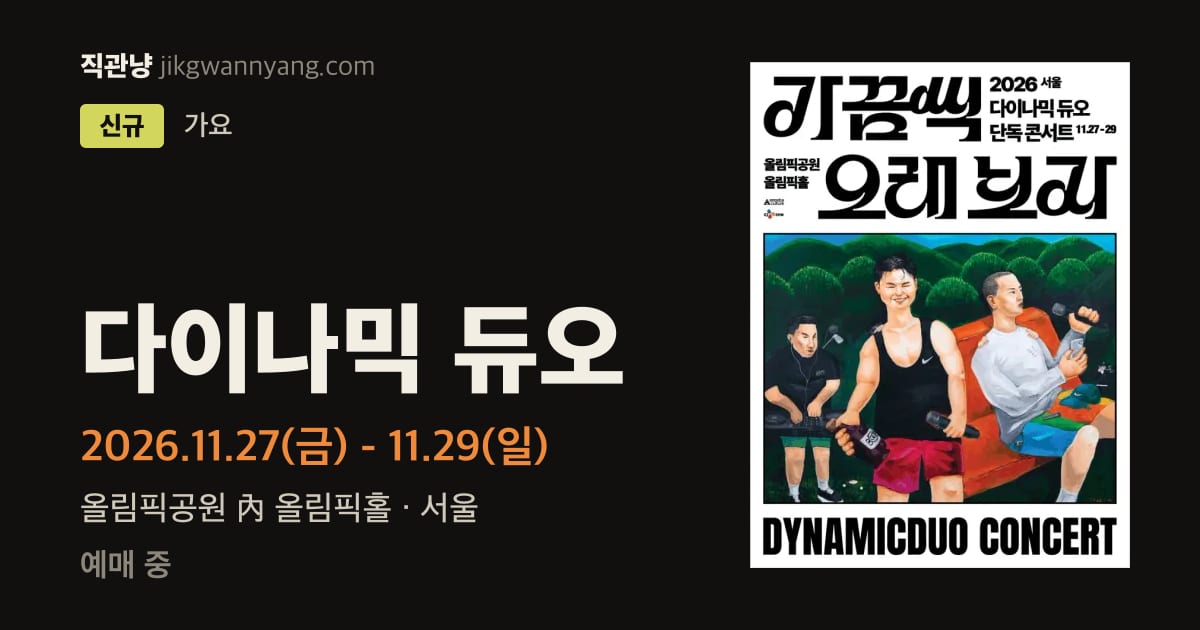 직관냥 jikgwannyang.com
신규 가요
다이나믹 듀오
2026.11.27(금) - 11.29(일)
올림픽공원 內 올림픽홀 · 서울
예매 중
가끔씩
오래 보자
2026 서울
다이나믹 듀오
단독 콘서트 11.27-29
올림픽공원
올림픽홀
DYNAMICDUO CONCERT